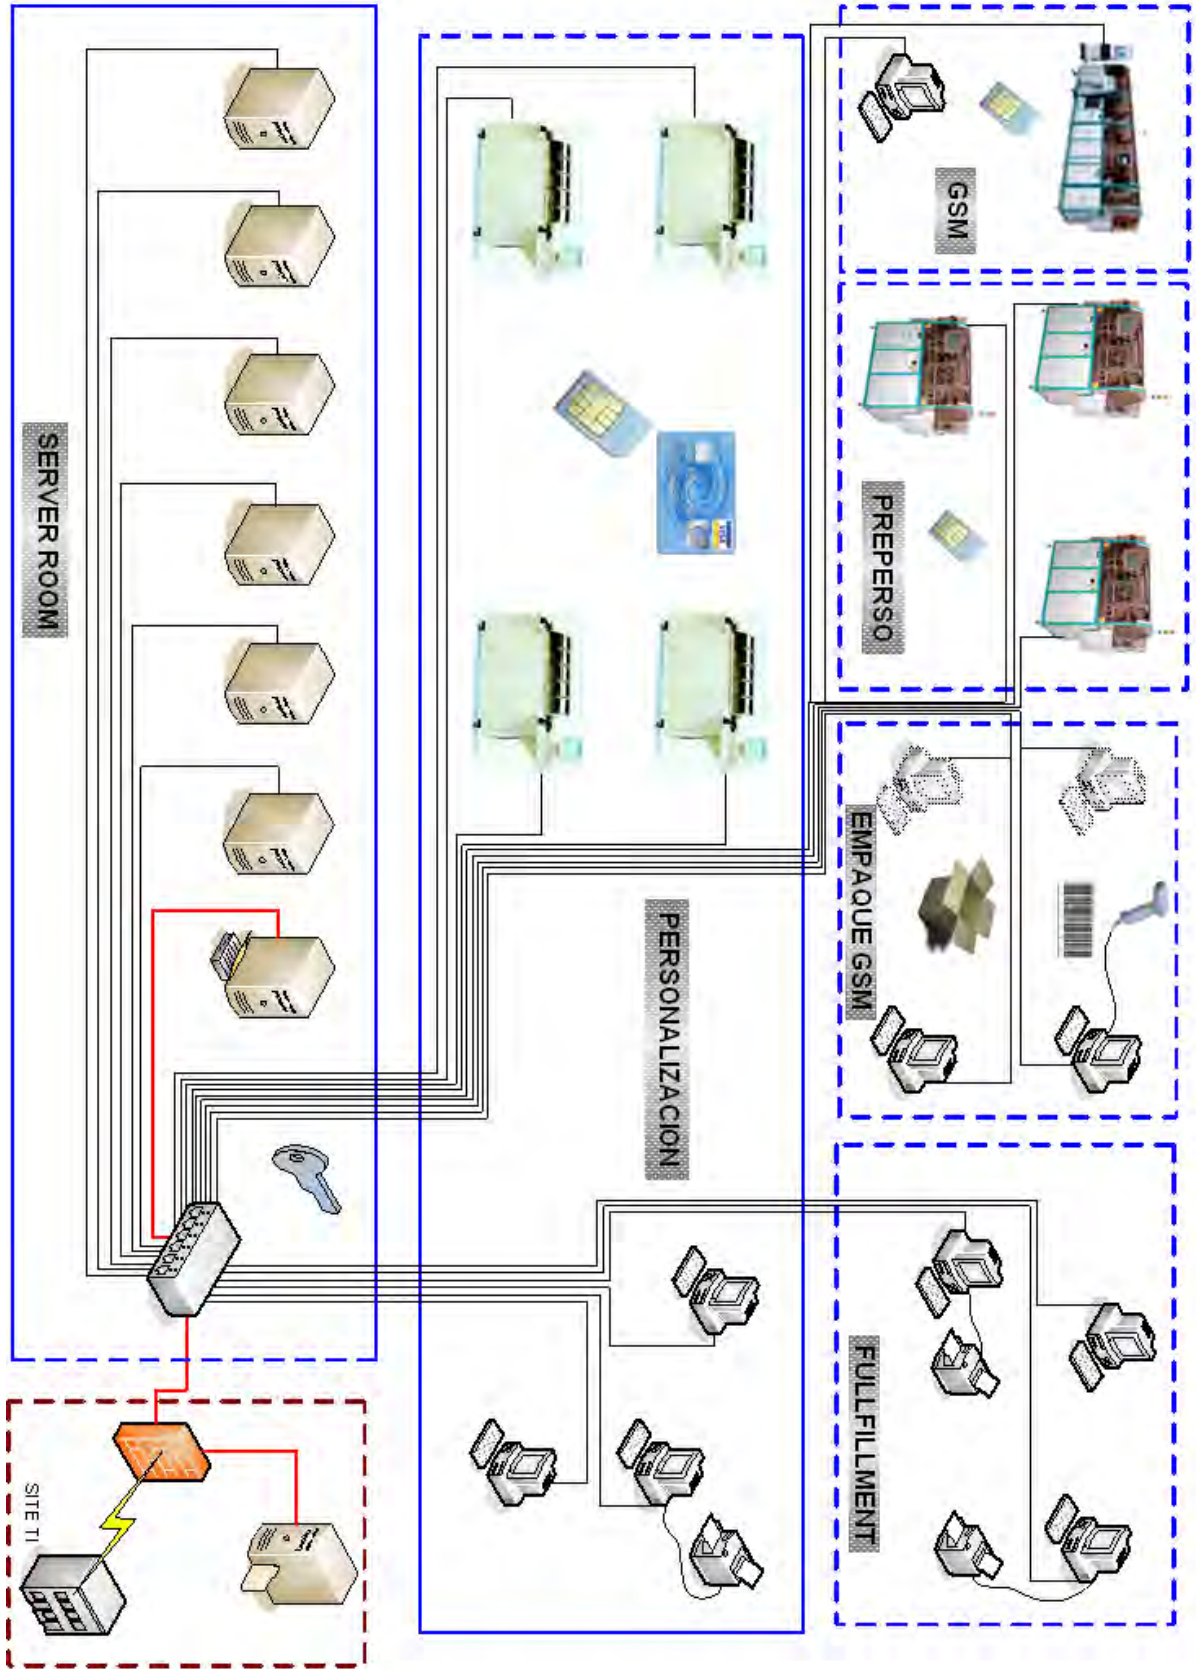 GSM
PREPERSO
EMPAQUE GSM
FULLFILLMENT
PERSONALIZACION
SERVER ROOM
SITE TI